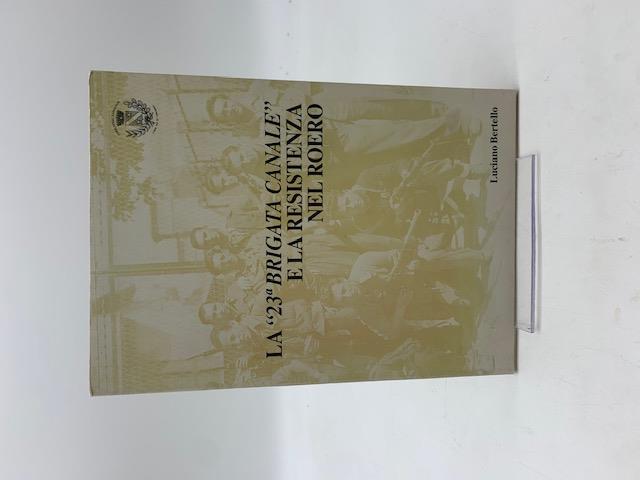 LA “23ª BRIGATA CANALE”
E LA RESISTENZA
NEL ROERO
Luciano Bertello